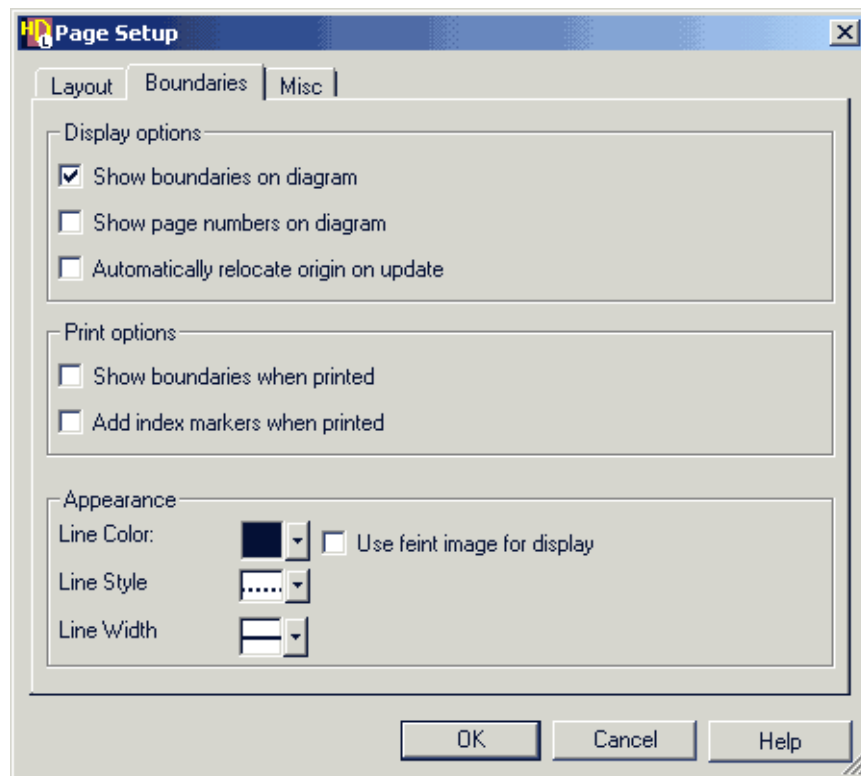 HDL Page Setup
Layout Boundaries Misc
Display options
Show boundaries on diagram
Show page numbers on diagram
Automatically relocate origin on update
Print options
Show boundaries when printed
Add index markers when printed
Appearance
Line Color: Use feint image for display
Line Style
Line Width
OK Cancel Help